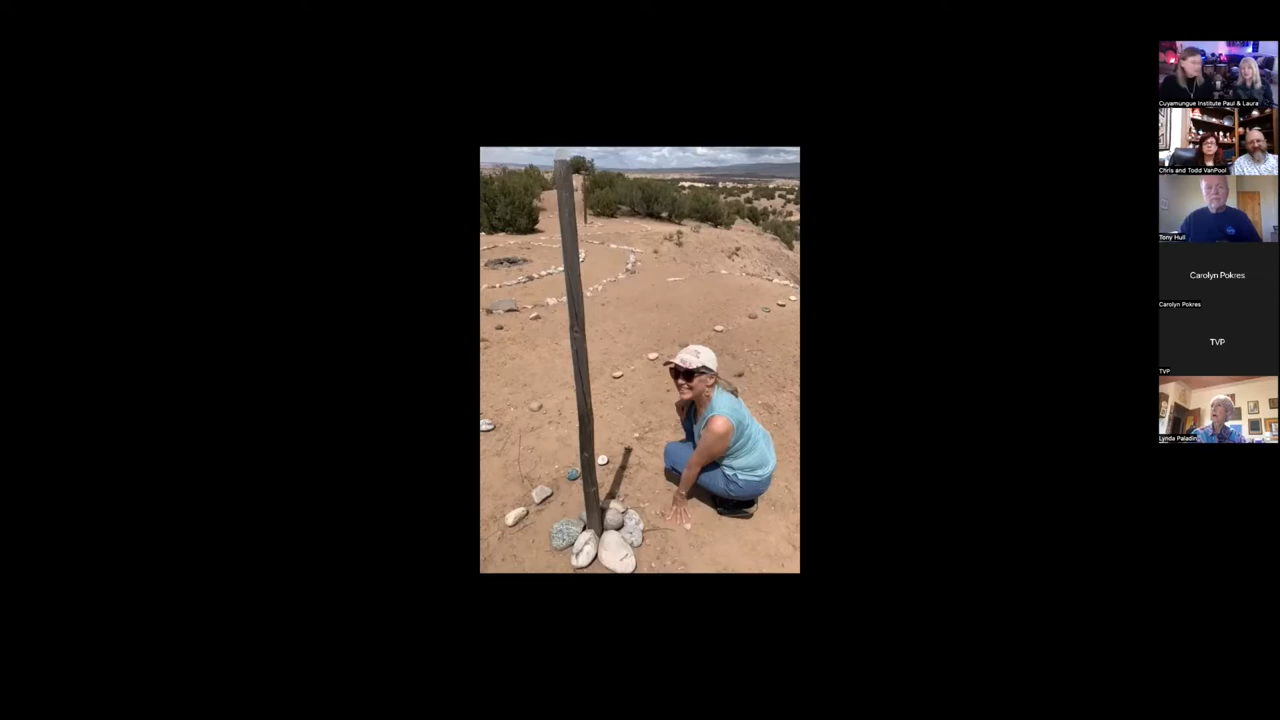 Cuyamungue Institute Paul & Laura
Chris and Todd VanPool
Tony Hull
Carolyn Pokres
Carolyn Pokres
TVP
TVP
Lynda Paladin